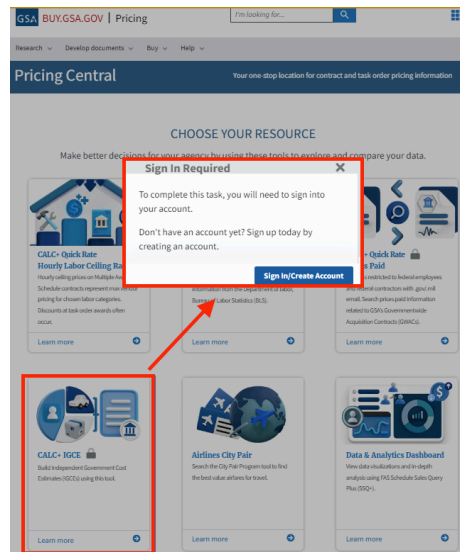 GSA BUY.GSA.GOV | Pricing
I'm looking for...
Research Develop documents Buy Help
Pricing Central
Your one-stop location for contract and task order pricing information
CHOOSE YOUR RESOURCE
Make better decisions for your agency by using these tools to explore and compare your data.
Sign In Required
To complete this task, you will need to sign into
your account.
Don't have an account yet? Sign up today by
creating an account.
Sign In/Create Account
CALC+ Quick Rate
Hourly Labor Ceiling Ra
Hourly ceiling prices on Multiple Aw
Schedule contracts represent max
pricing for chosen labor categories.
Discounts at task order awards often
occur.
Learn more
information from the Department of Labor,
Bureau of Labor Statistics (BLS).
Learn more
Quick Rate
s Paid
is restricted to federal employees
and federal contractors with .gov/.mil
email. Search prices paid information
related to GSA's Governmentwide
Acquisition Contracts (GWACs).
Learn more
CALC+ IGCE
Build Independent Government Cost
Estimates (IGCEs) using this tool.
Learn more
Airlines City Pair
Search the City Pair Program tool to find
the best value airfares for travel.
Learn more
Data & Analytics Dashboard
View data visualizations and in-depth
analysis using FAS Schedule Sales Query
Plus (SSQ+).
Learn more